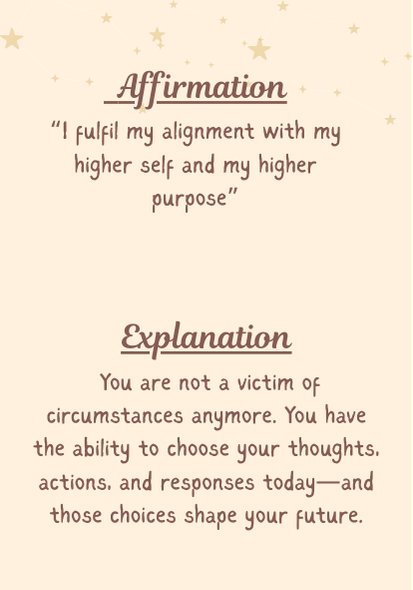 Affirmation
“I fulfil my alignment with my
higher self and my higher
purpose”
Explanation
You are not a victim of
circumstances anymore. You have
the ability to choose your thoughts,
actions, and responses today—and
those choices shape your future.